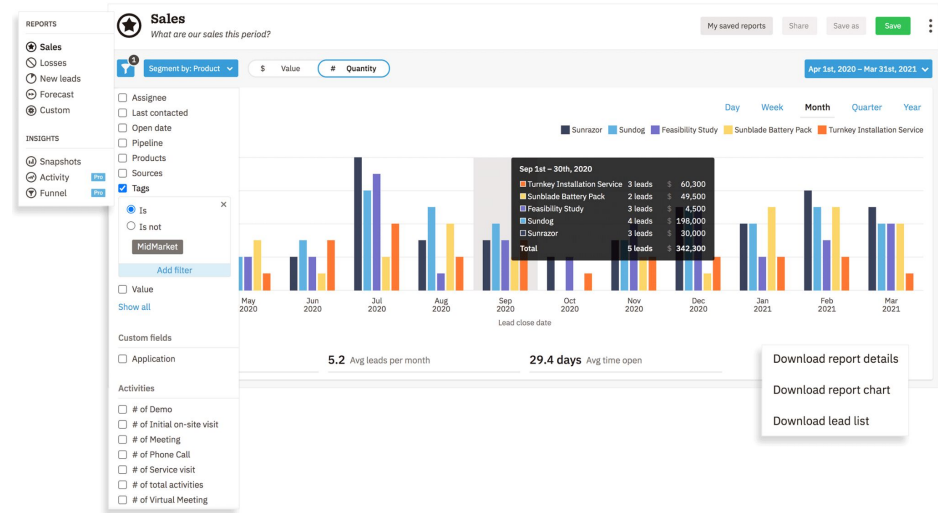 REPORTS
Sales
Losses
New leads
Forecast
Custom
INSIGHTS
Snapshots
Activity Pro
Funnel Pro
Sales
What are our sales this period?
My saved reports Share Save as Save
1
Segment by: Product
$ Value # Quantity
Apr 1st, 2020 – Mar 31st, 2021
Assignee
Last contacted
Open date
Pipeline
Products
Sources
Tags
Is
Is not
MidMarket
Add filter
Value
Show all
Custom fields
Application
Activities
# of Demo
# of Initial on-site visit
# of Meeting
# of Phone Call
# of Service visit
# of total activities
# of Virtual Meeting
Day Week Month Quarter Year
Sunrazor Sundog Feasibility Study Sunblade Battery Pack Turnkey Installation Service
Sep 1st – 30th, 2020
Turnkey Installation Service 3 leads $ 60,300
Sunblade Battery Pack 2 leads $ 49,500
Feasibility Study 3 leads $ 4,500
Sundog 4 leads $ 198,000
Sunrazor 3 leads $ 30,000
Total 5 leads $ 342,300
May 2020
Jun 2020
Jul 2020
Aug 2020
Sep 2020
Oct 2020
Nov 2020
Dec 2020
Jan 2021
Feb 2021
Mar 2021
Lead close date
5.2 Avg leads per month
29.4 days Avg time open
Download report details
Download report chart
Download lead list